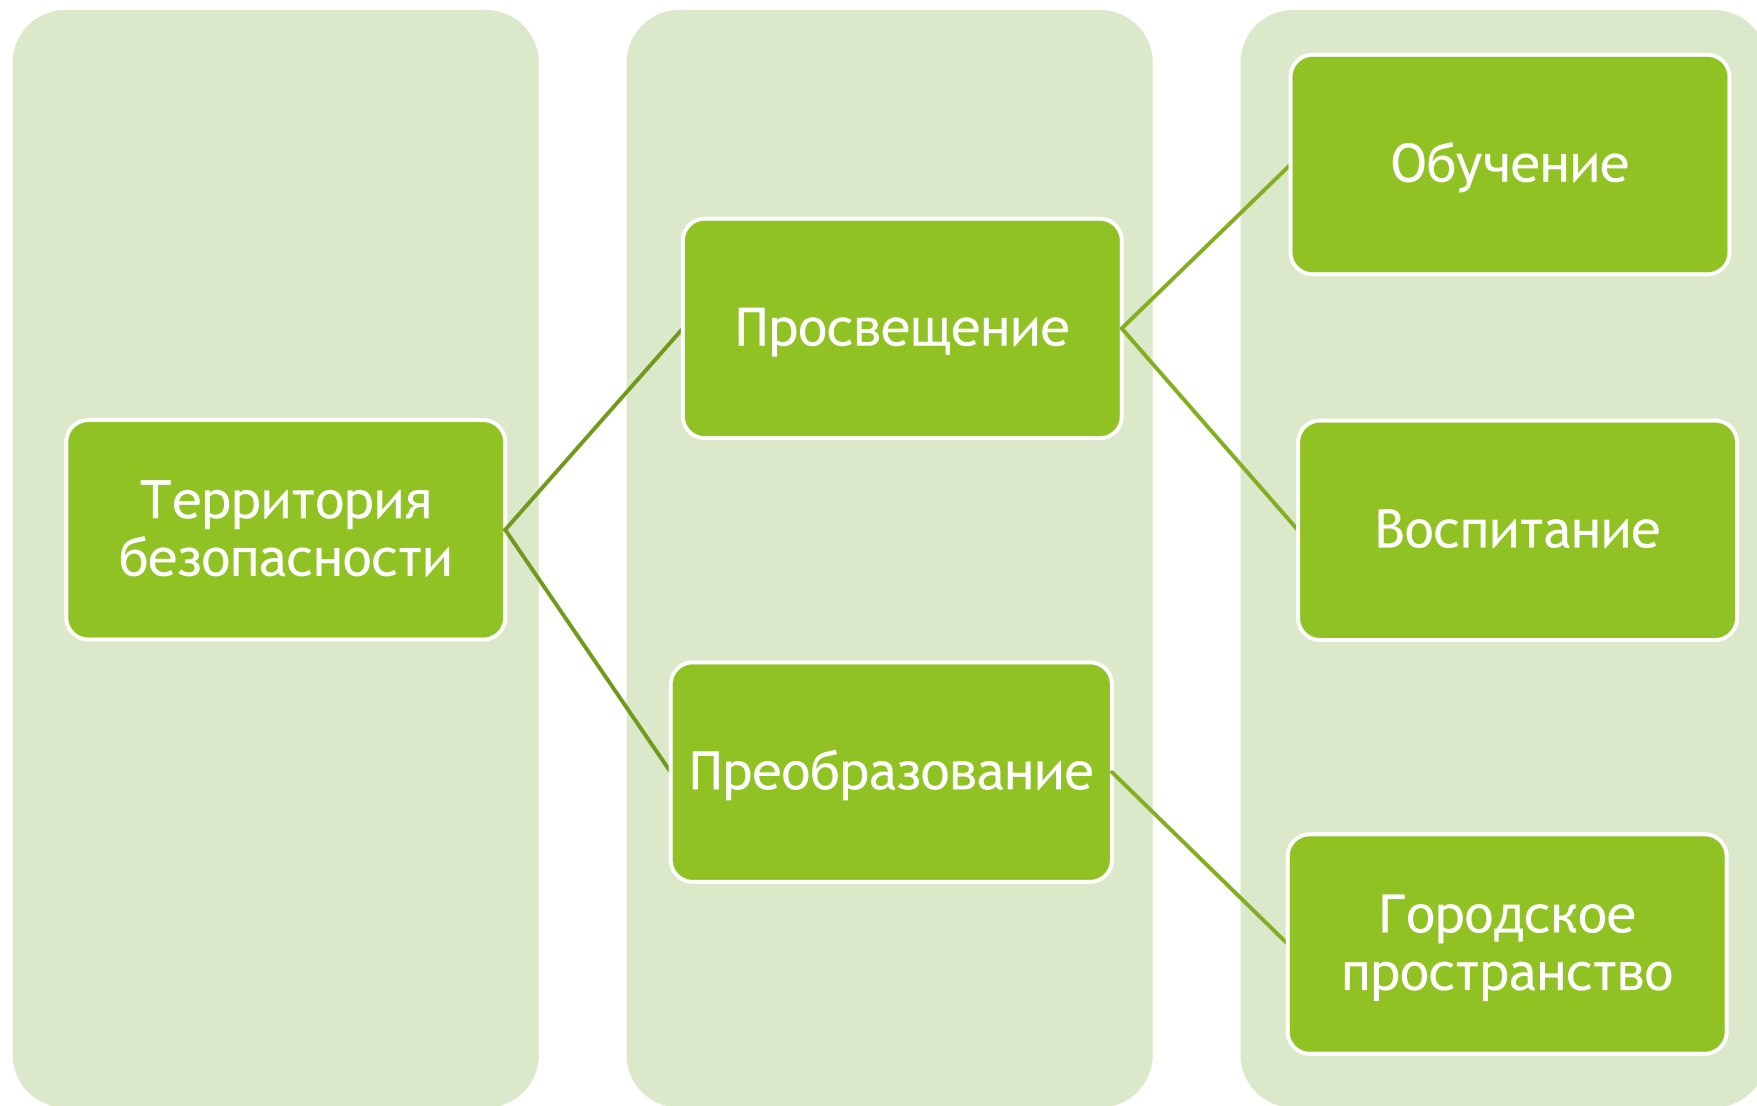 Территория
безопасности
Просвещение
Преобразование
Обучение
Воспитание
Городское
пространство